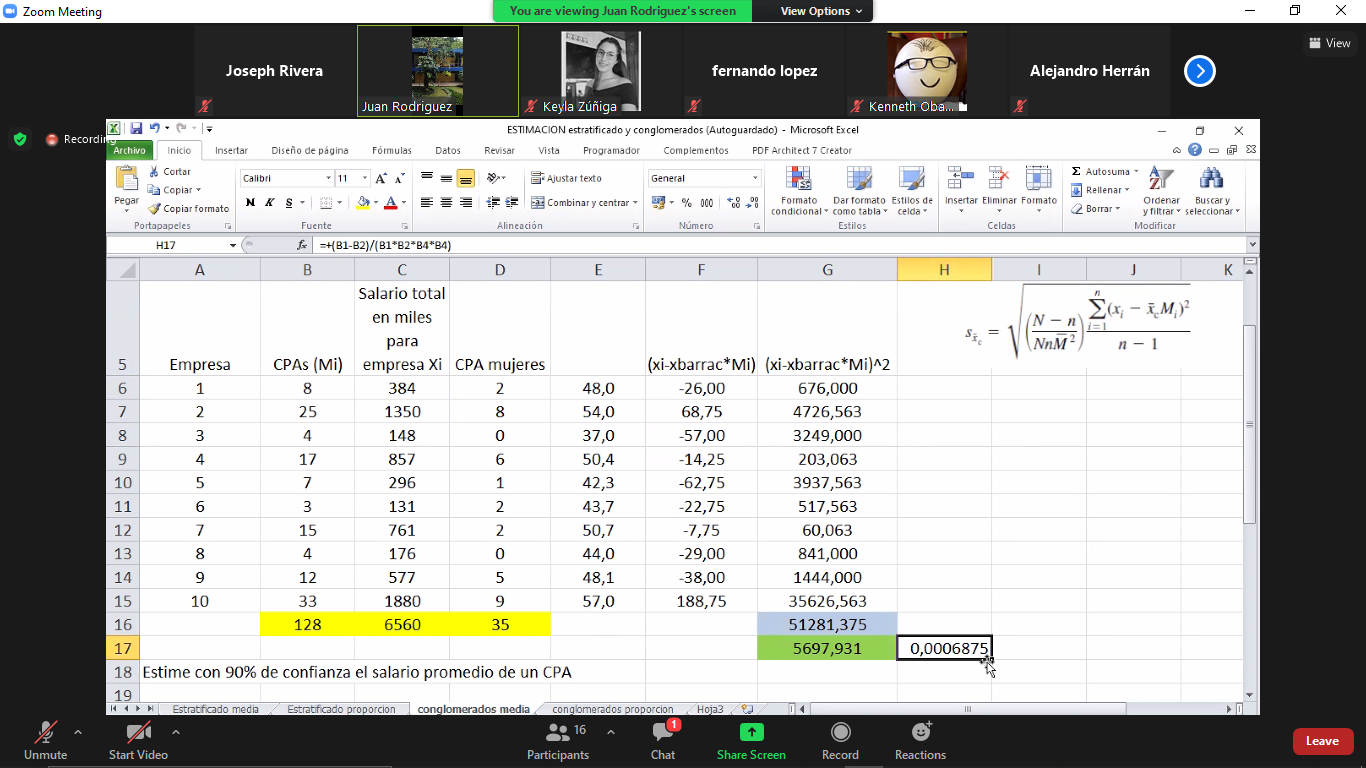 Zoom Meeting
You are viewing Juan Rodriguez's screen
View Options
View
Joseph Rivera
Juan Rodriguez
Keyla Zúñiga
fernando lopez
Kenneth Oba...
Alejandro Herrán
Recording
ESTIMACION estratificado y conglomerados (Autoguardado) - Microsoft Excel
Archivo Inicio Insertar Diseño de página Fórmulas Datos Revisar Vista Programador Complementos PDF Architect 7 Creator
Pegar
Cortar
Copiar
Copiar formato
Portapapeles
Calibri 11
N K S
Fuente
Ajustar texto
Combinar y centrar
Alineación
General
% 000
Número
Formato condicional
Dar formato como tabla
Estilos de celda
Estilos
Insertar Eliminar Formato
Celdas
Σ Autosuma
Rellenar
Borrar
Ordenar y filtrar
Buscar y seleccionar
Modificar
H17 fx =+(B1-B2)/(B1*B2*B4*B4)
A B C D E F G H I J K
5 Empresa CPAs (Mi) Salario total en miles para empresa Xi CPA mujeres (xi-xbarrac*Mi) (xi-xbarrac*Mi)^2
s_{x̄_c} = √((N − n / NnM̄²) ∑_{i=1}^{n}(x_i − x̄_c M_i)² / n − 1)
6 1 8 384 2 48,0 -26,00 676,000
7 2 25 1350 8 54,0 68,75 4726,563
8 3 4 148 0 37,0 -57,00 3249,000
9 4 17 857 6 50,4 -14,25 203,063
10 5 7 296 1 42,3 -62,75 3937,563
11 6 3 131 2 43,7 -22,75 517,563
12 7 15 761 2 50,7 -7,75 60,063
13 8 4 176 0 44,0 -29,00 841,000
14 9 12 577 5 48,1 -38,00 1444,000
15 10 33 1880 9 57,0 188,75 35626,563
16 128 6560 35 51281,375
17 5697,931 0,0006875
18 Estime con 90% de confianza el salario promedio de un CPA
19
Estratificado media Estratificado proporcion conglomerados media conglomerados proporcion Hoja3
Unmute
Start Video
Participants 16
Chat 1
Share Screen
Record
Reactions
Leave